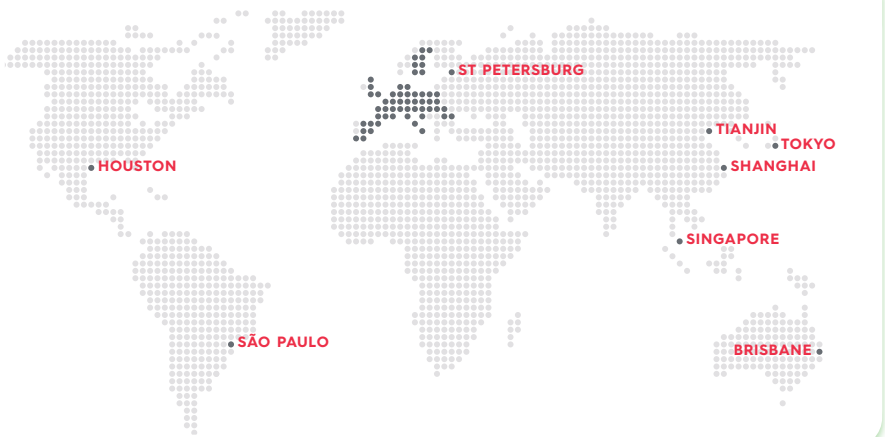 ST PETERSBURG
TIANJIN
TOKYO
HOUSTON
SHANGHAI
SINGAPORE
SÃO PAULO
BRISBANE